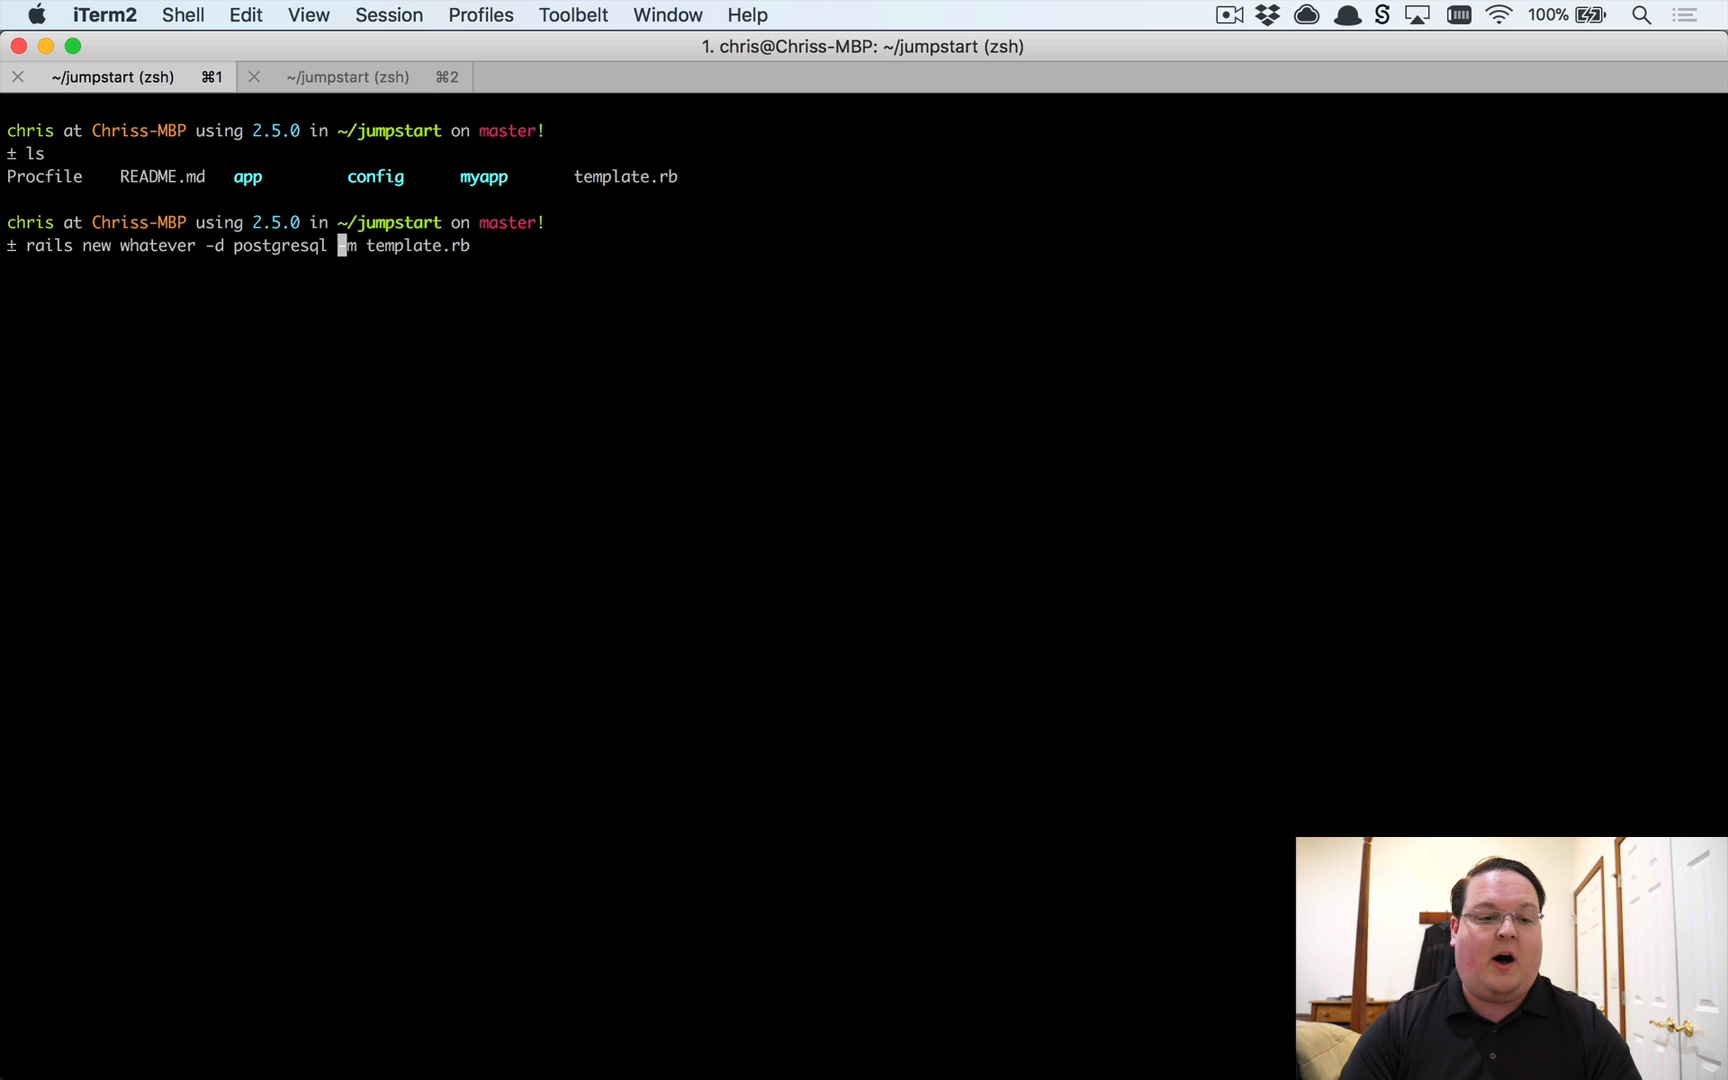 iTerm2 Shell Edit View Session Profiles Toolbelt Window Help 100%
1. chris@Chriss-MBP: ~/jumpstart (zsh)
~/jumpstart (zsh) ⌘1 ~/jumpstart (zsh) ⌘2
chris at Chriss-MBP using 2.5.0 in ~/jumpstart on master!
± ls
Procfile README.md app config myapp template.rb
chris at Chriss-MBP using 2.5.0 in ~/jumpstart on master!
± rails new whatever -d postgresql -m template.rb